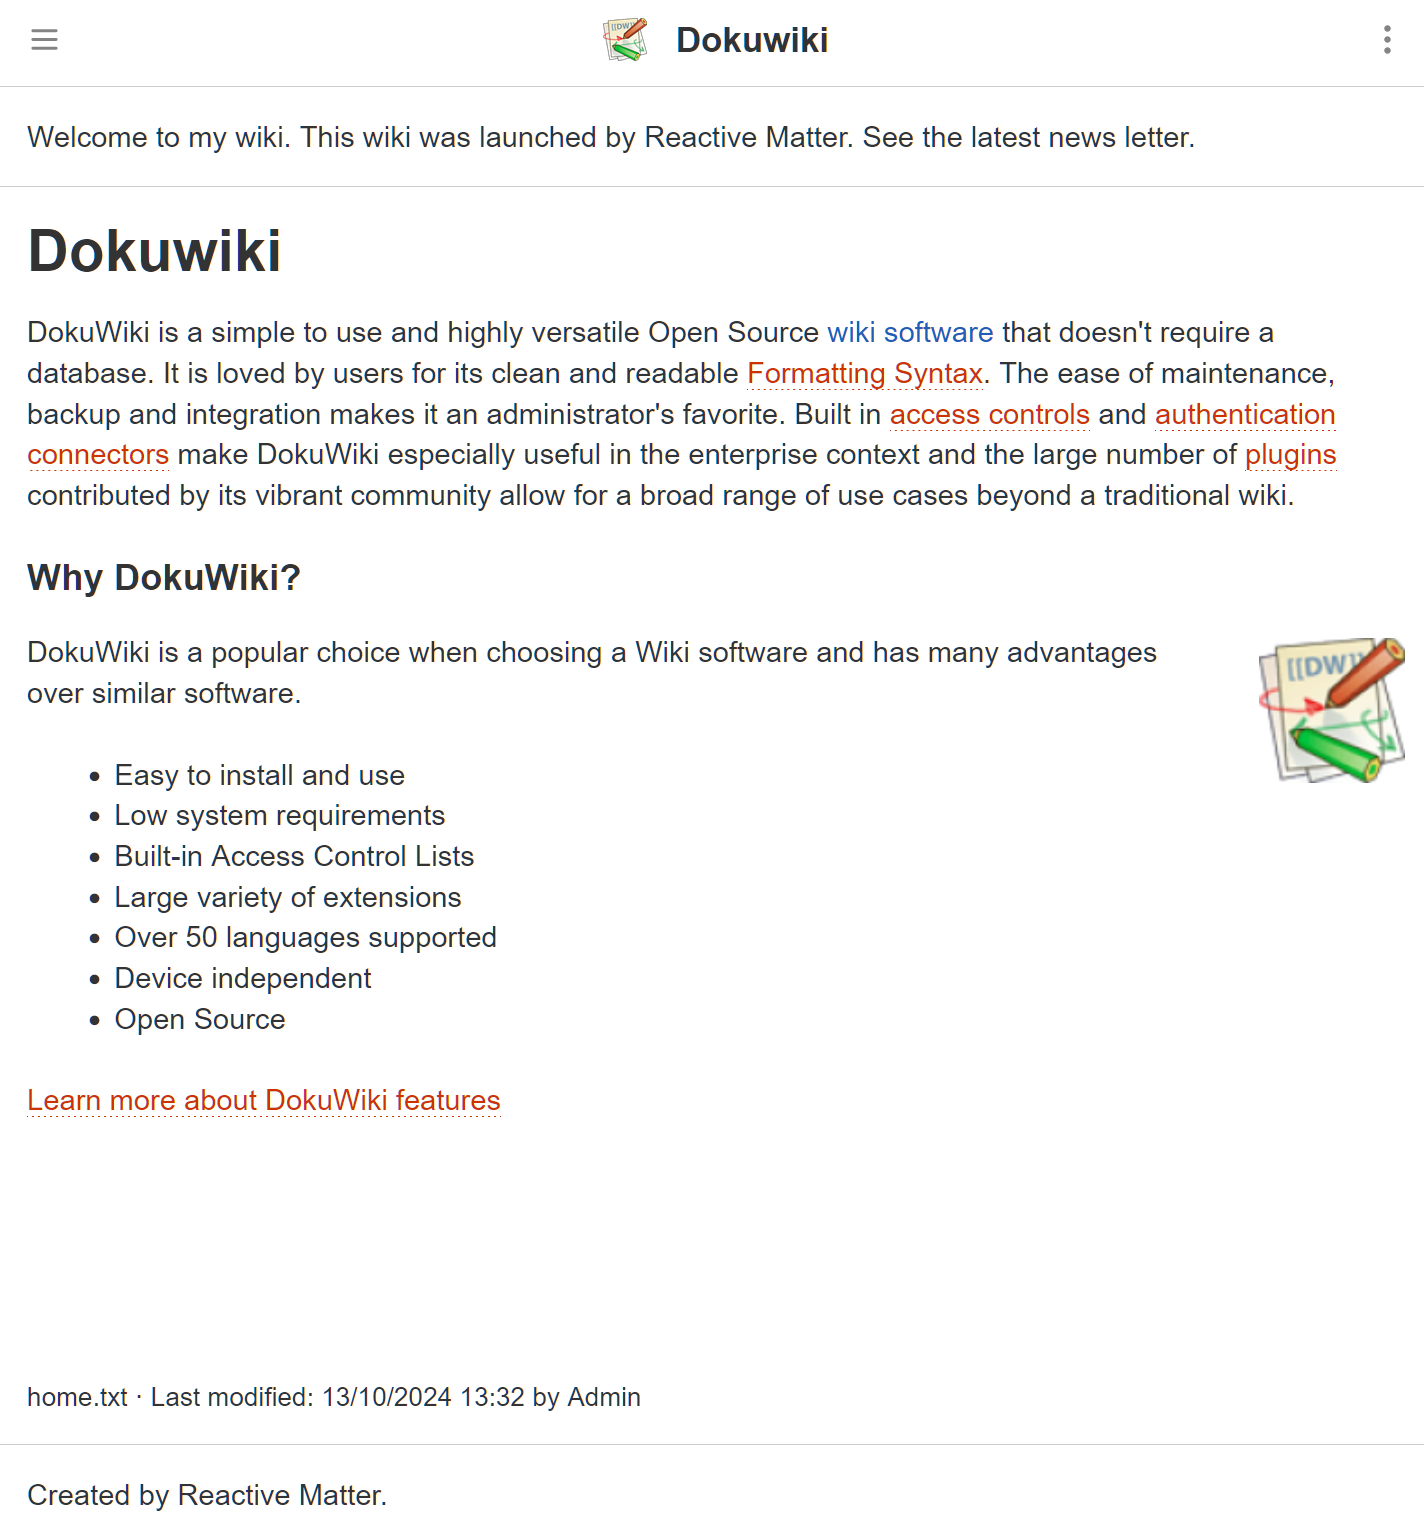 [[DW]]
Dokuwiki
Welcome to my wiki. This wiki was launched by Reactive Matter. See the latest news letter.
Dokuwiki
DokuWiki is a simple to use and highly versatile Open Source wiki software that doesn't require a
database. It is loved by users for its clean and readable Formatting Syntax. The ease of maintenance,
backup and integration makes it an administrator's favorite. Built in access controls and authentication
connectors make DokuWiki especially useful in the enterprise context and the large number of plugins
contributed by its vibrant community allow for a broad range of use cases beyond a traditional wiki.
Why DokuWiki?
DokuWiki is a popular choice when choosing a Wiki software and has many advantages
over similar software.
[[DW]]
• Easy to install and use
• Low system requirements
• Built-in Access Control Lists
• Large variety of extensions
• Over 50 languages supported
• Device independent
• Open Source
Learn more about DokuWiki features
home.txt · Last modified: 13/10/2024 13:32 by Admin
Created by Reactive Matter.